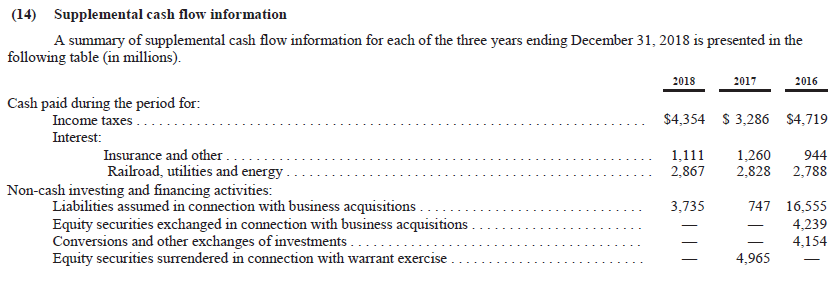 (14) Supplemental cash flow information
A summary of supplemental cash flow information for each of the three years ending December 31, 2018 is presented in the
following table (in millions).
2018 2017 2016
Cash paid during the period for:
Income taxes . . . . . . . . . . . . . . . . . . . . $4,354 $ 3,286 $4,719
Interest:
Insurance and other . . . . . . . . . . . . . . . . . . . . 1,111 1,260 944
Railroad, utilities and energy . . . . . . . . . . . . . . . . . . . . 2,867 2,828 2,788
Non-cash investing and financing activities:
Liabilities assumed in connection with business acquisitions . . . . . . . . . . . . . . . . . . . . 3,735 747 16,555
Equity securities exchanged in connection with business acquisitions . . . . . . . . . . . . . . . . . . . . — — 4,239
Conversions and other exchanges of investments . . . . . . . . . . . . . . . . . . . . — — 4,154
Equity securities surrendered in connection with warrant exercise . . . . . . . . . . . . . . . . . . . . — 4,965 —